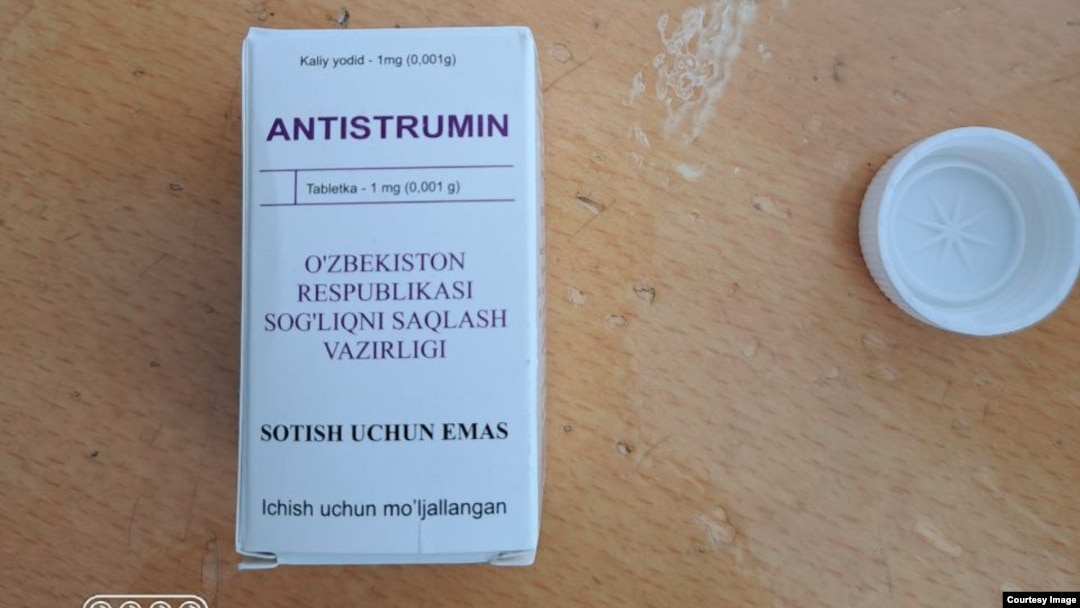 Kaliy yodid - 1mg (0,001g)
ANTISTRUMIN
Tabletka - 1 mg (0,001 g)
O'ZBEKISTON
RESPUBLIKASI
SOG'LIQNI SAQLASH
VAZIRLIGI
SOTISH UCHUN EMAS
Ichish uchun mo'ljallangan
Courtesy Image